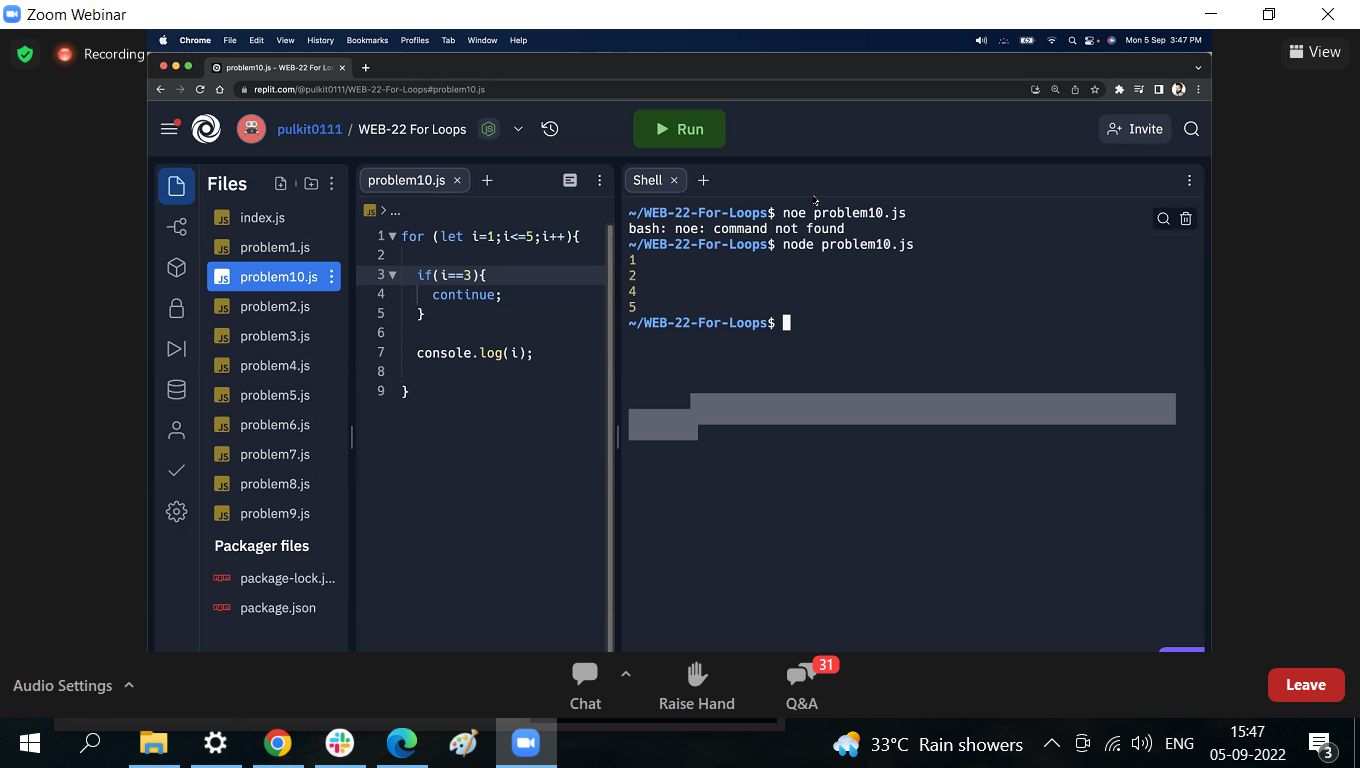 Zoom Webinar
Recording
Chrome File Edit View History Bookmarks Profiles Tab Window Help
Mon 5 Sep 3:47 PM
View
problem10.js - WEB-22 For Lo
replit.com/@pulkit0111/WEB-22-For-Loops#problem10.js
pulkit0111 / WEB-22 For Loops
Run
Invite
Files
index.js
problem1.js
problem10.js
problem2.js
problem3.js
problem4.js
problem5.js
problem6.js
problem7.js
problem8.js
problem9.js
Packager files
package-lock.j...
package.json
problem10.js
JS > ...
1 for (let i=1;i<=5;i++){
2
3 if(i==3){
4 continue;
5 }
6
7 console.log(i);
8
9 }
Shell
~/WEB-22-For-Loops$ noe problem10.js
bash: noe: command not found
~/WEB-22-For-Loops$ node problem10.js
1
2
4
5
~/WEB-22-For-Loops$
Audio Settings
Chat
Raise Hand
31
Q&A
Leave
33°C Rain showers
ENG
15:47
05-09-2022
3